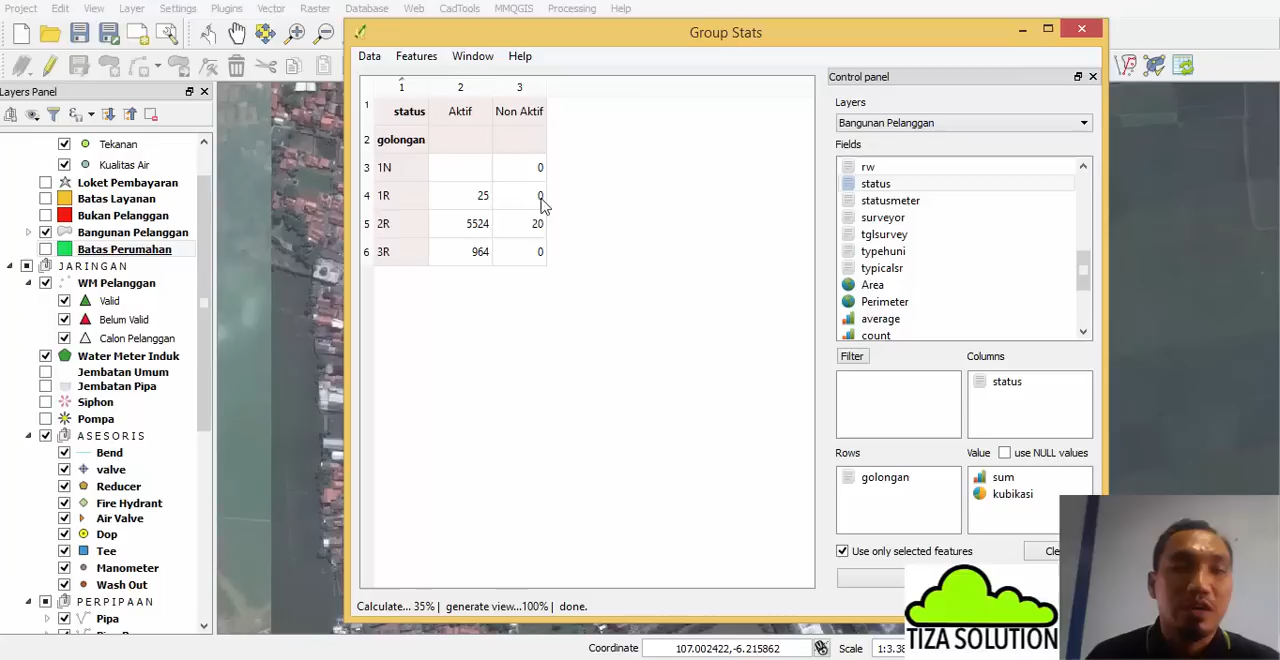 Project Edit View Layer Settings Plugins Vector Raster Database Web CadTools MMQGIS Processing Help
Group Stats
Data Features Window Help
Layers Panel
Tekanan
Kualitas Air
Loket Pembayaran
Batas Layanan
Bukan Pelanggan
Bangunan Pelanggan
Batas Perumahan
JARINGAN
WM Pelanggan
Valid
Belum Valid
Calon Pelanggan
Water Meter Induk
Jembatan Umum
Jembatan Pipa
Siphon
Pompa
ASESORIS
Bend
valve
Reducer
Fire Hydrant
Air Valve
Dop
Tee
Manometer
Wash Out
PERPIPAAN
Pipa
1 2 3
1 status Aktif Non Aktif
2 golongan
3 1N 0
4 1R 25 0
5 2R 5524 20
6 3R 964 0
Calculate... 35% | generate view...100% | done.
Control panel
Layers
Bangunan Pelanggan
Fields
rw
status
statusmeter
surveyor
tglsurvey
typehuni
typicalsr
Area
Perimeter
average
count
Filter
Columns
status
Rows
golongan
Value use NULL values
sum
kubikasi
Use only selected features
Cle
TIZA SOLUTION
Coordinate 107.002422,-6.215862 Scale 1:3.38